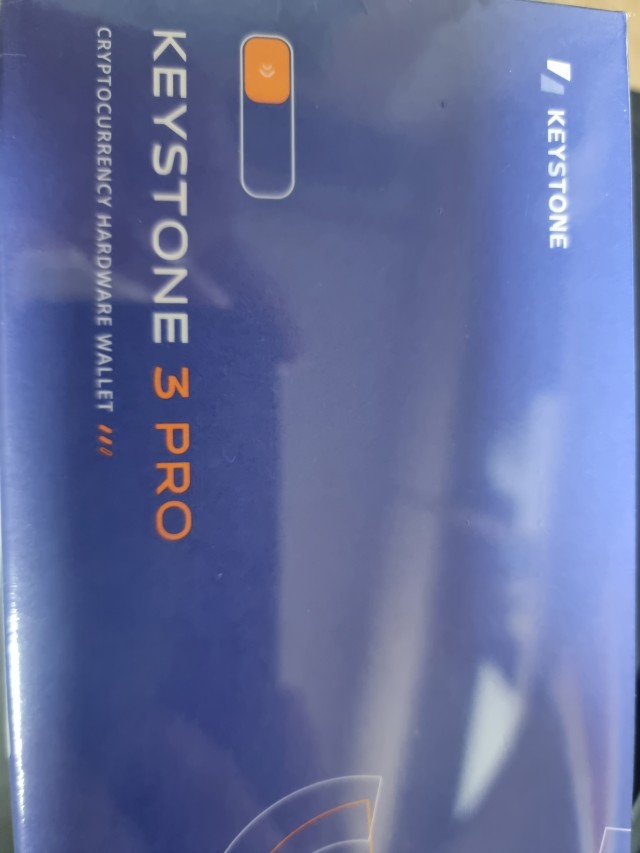 KEYSTONE
KEYSTONE 3 PRO
CRYPTOCURRENCY HARDWARE WALLET